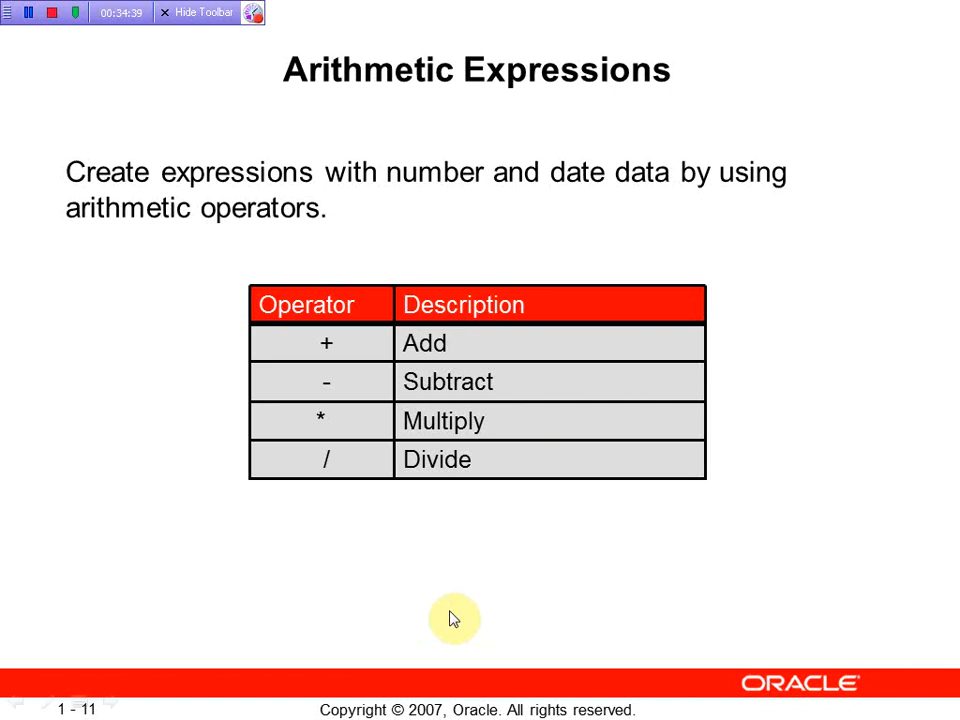 00:34:39 Hide Toolbar
Arithmetic Expressions
Create expressions with number and date data by using
arithmetic operators.
Operator Description
+ Add
- Subtract
* Multiply
/ Divide
ORACLE
1 - 11 Copyright © 2007, Oracle. All rights reserved.